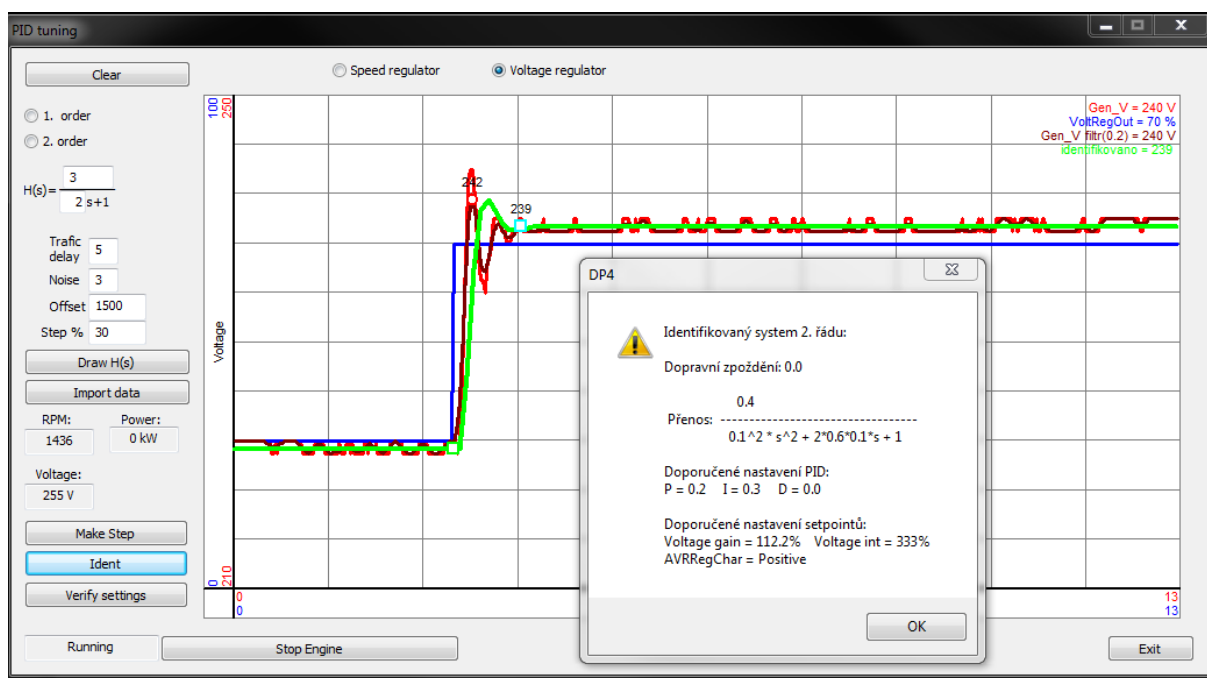 PID tuning
Clear
Speed regulator
Voltage regulator
1. order
2. order
H(s)=
3
2 s+1
Trafic delay 5
Noise 3
Offset 1500
Step % 30
Draw H(s)
Import data
RPM: Power:
1436 0 kW
Voltage:
255 V
Make Step
Ident
Verify settings
Running
Stop Engine
Exit
100
250
Voltage
0
210
0
0
13
13
Gen_V = 240 V
VoltRegOut = 70 %
Gen_V filtr(0.2) = 240 V
identifikovano = 239
242
239
DP4
Identifikovaný system 2. řádu:
Dopravní zpoždění: 0.0
0.4
Přenos: -----------------------------------
0.1^2 * s^2 + 2*0.6*0.1*s + 1
Doporučené nastavení PID:
P = 0.2 I = 0.3 D = 0.0
Doporučené nastavení setpointů:
Voltage gain = 112.2% Voltage int = 333%
AVRRegChar = Positive
OK